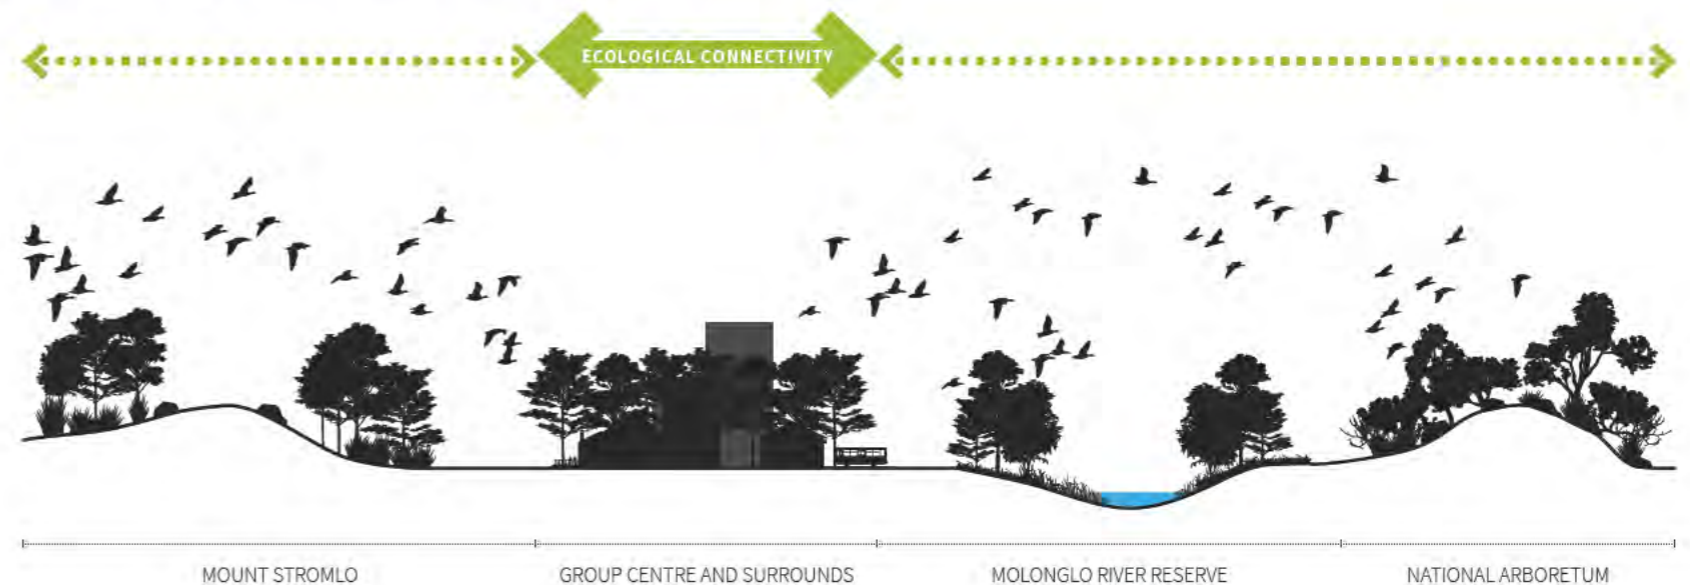 ECOLOGICAL CONNECTIVITY
MOUNT STROMLO
GROUP CENTRE AND SURROUNDS
MOLONGLO RIVER RESERVE
NATIONAL ARBORETUM